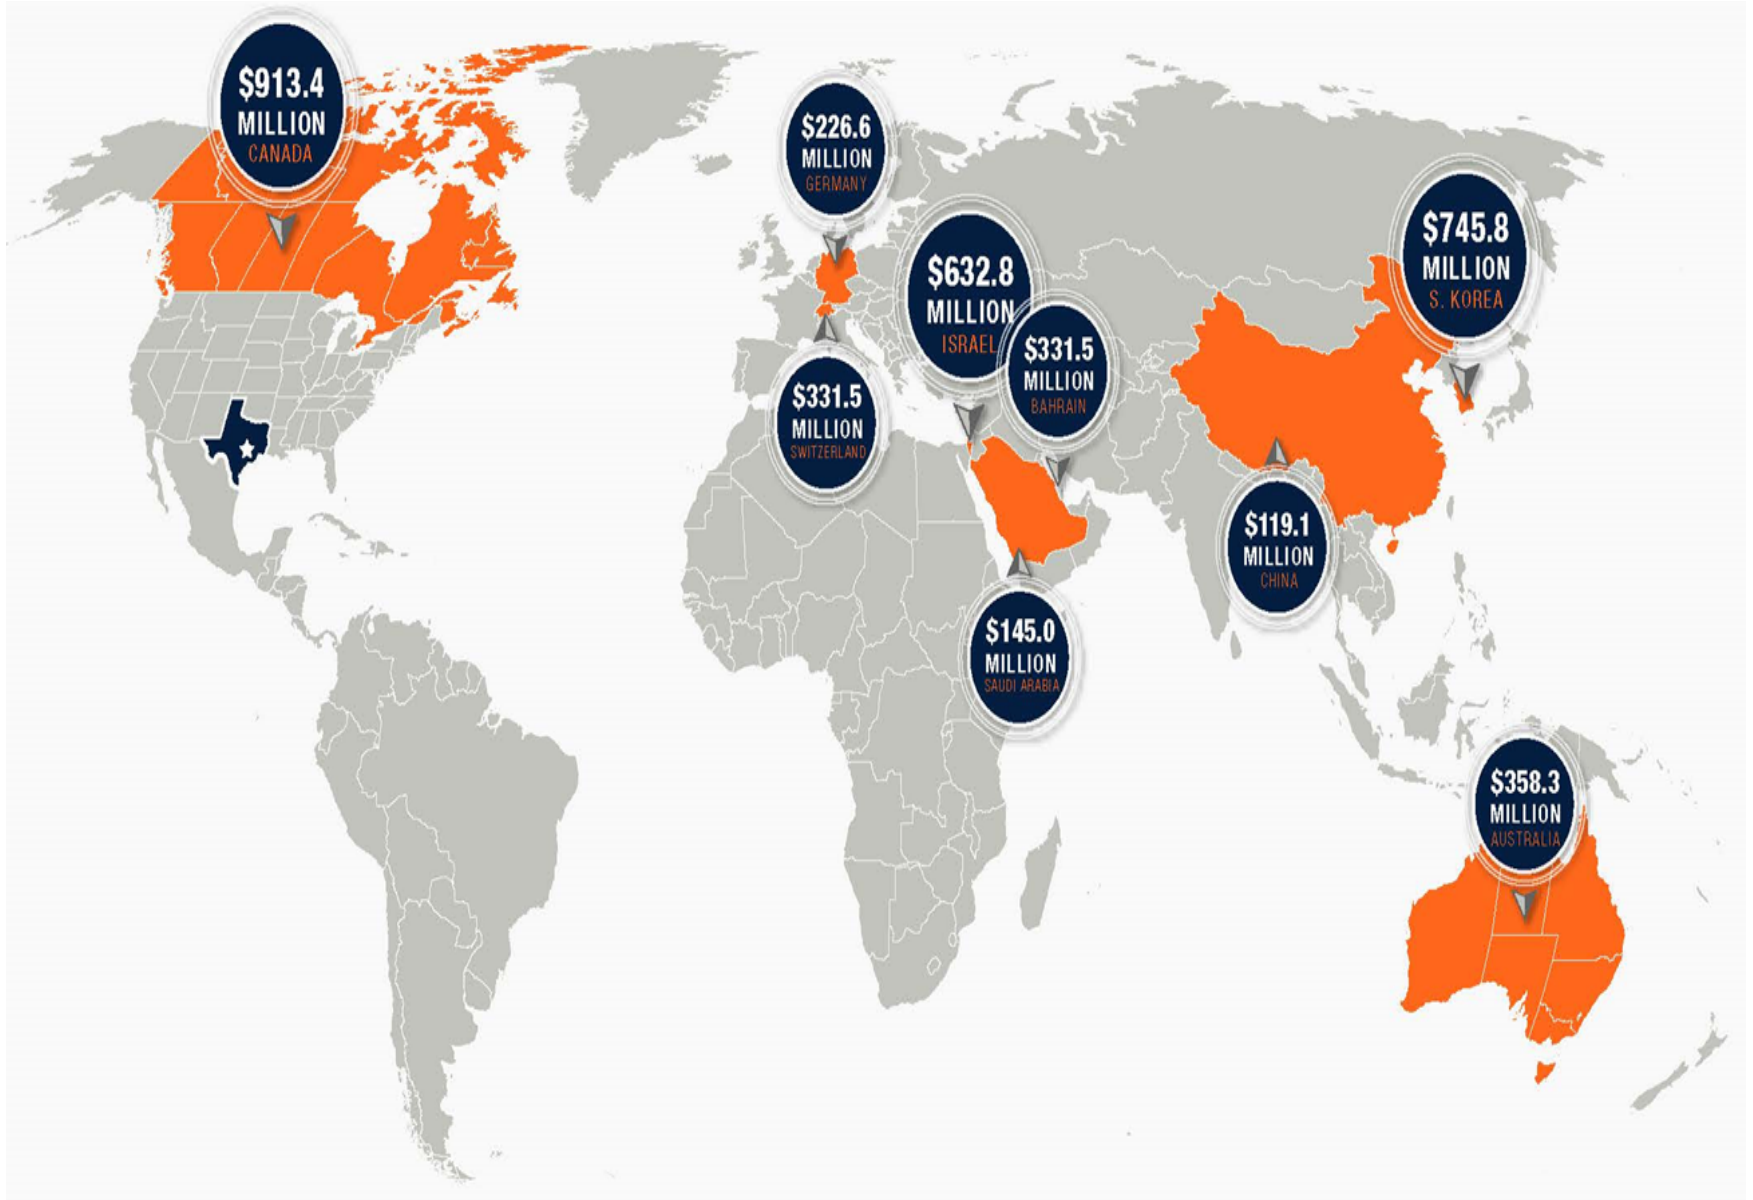 $913.4
MILLION
CANADA
$226.6
MILLION
GERMANY
$632.8
MILLION
ISRAEL
$331.5
MILLION
BAHRAIN
$745.8
MILLION
S. KOREA
$331.5
MILLION
SWITZERLAND
$119.1
MILLION
CHINA
$145.0
MILLION
SAUDI ARABIA
$358.3
MILLION
AUSTRALIA